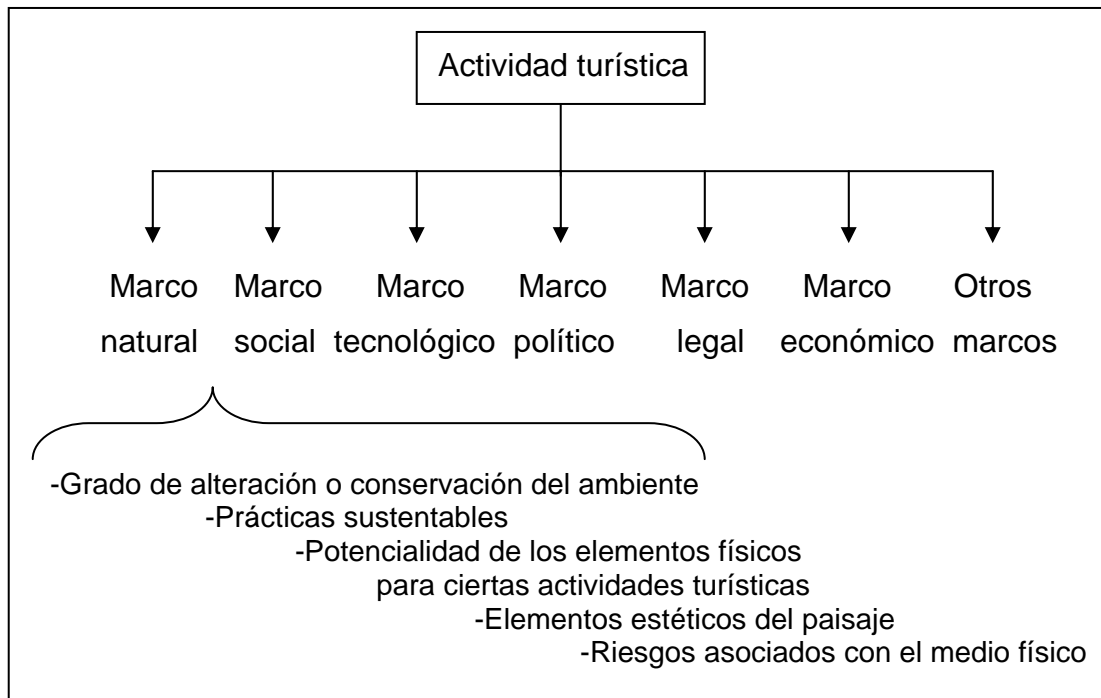 Actividad turística
Marco Marco Marco Marco Marco Marco Otros
natural social tecnológico político legal económico marcos
-Grado de alteración o conservación del ambiente
-Prácticas sustentables
-Potencialidad de los elementos físicos
para ciertas actividades turísticas
-Elementos estéticos del paisaje
-Riesgos asociados con el medio físico